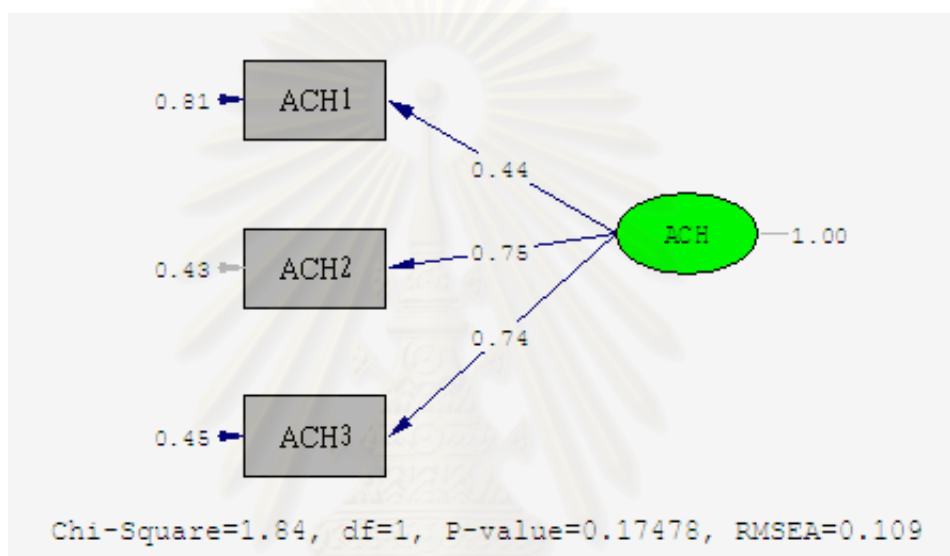 0.81 ACH1
0.44
ACH 1.00
0.75
0.43 ACH2
0.74
0.45 ACH3
Chi-Square=1.84, df=1, P-value=0.17478, RMSEA=0.109